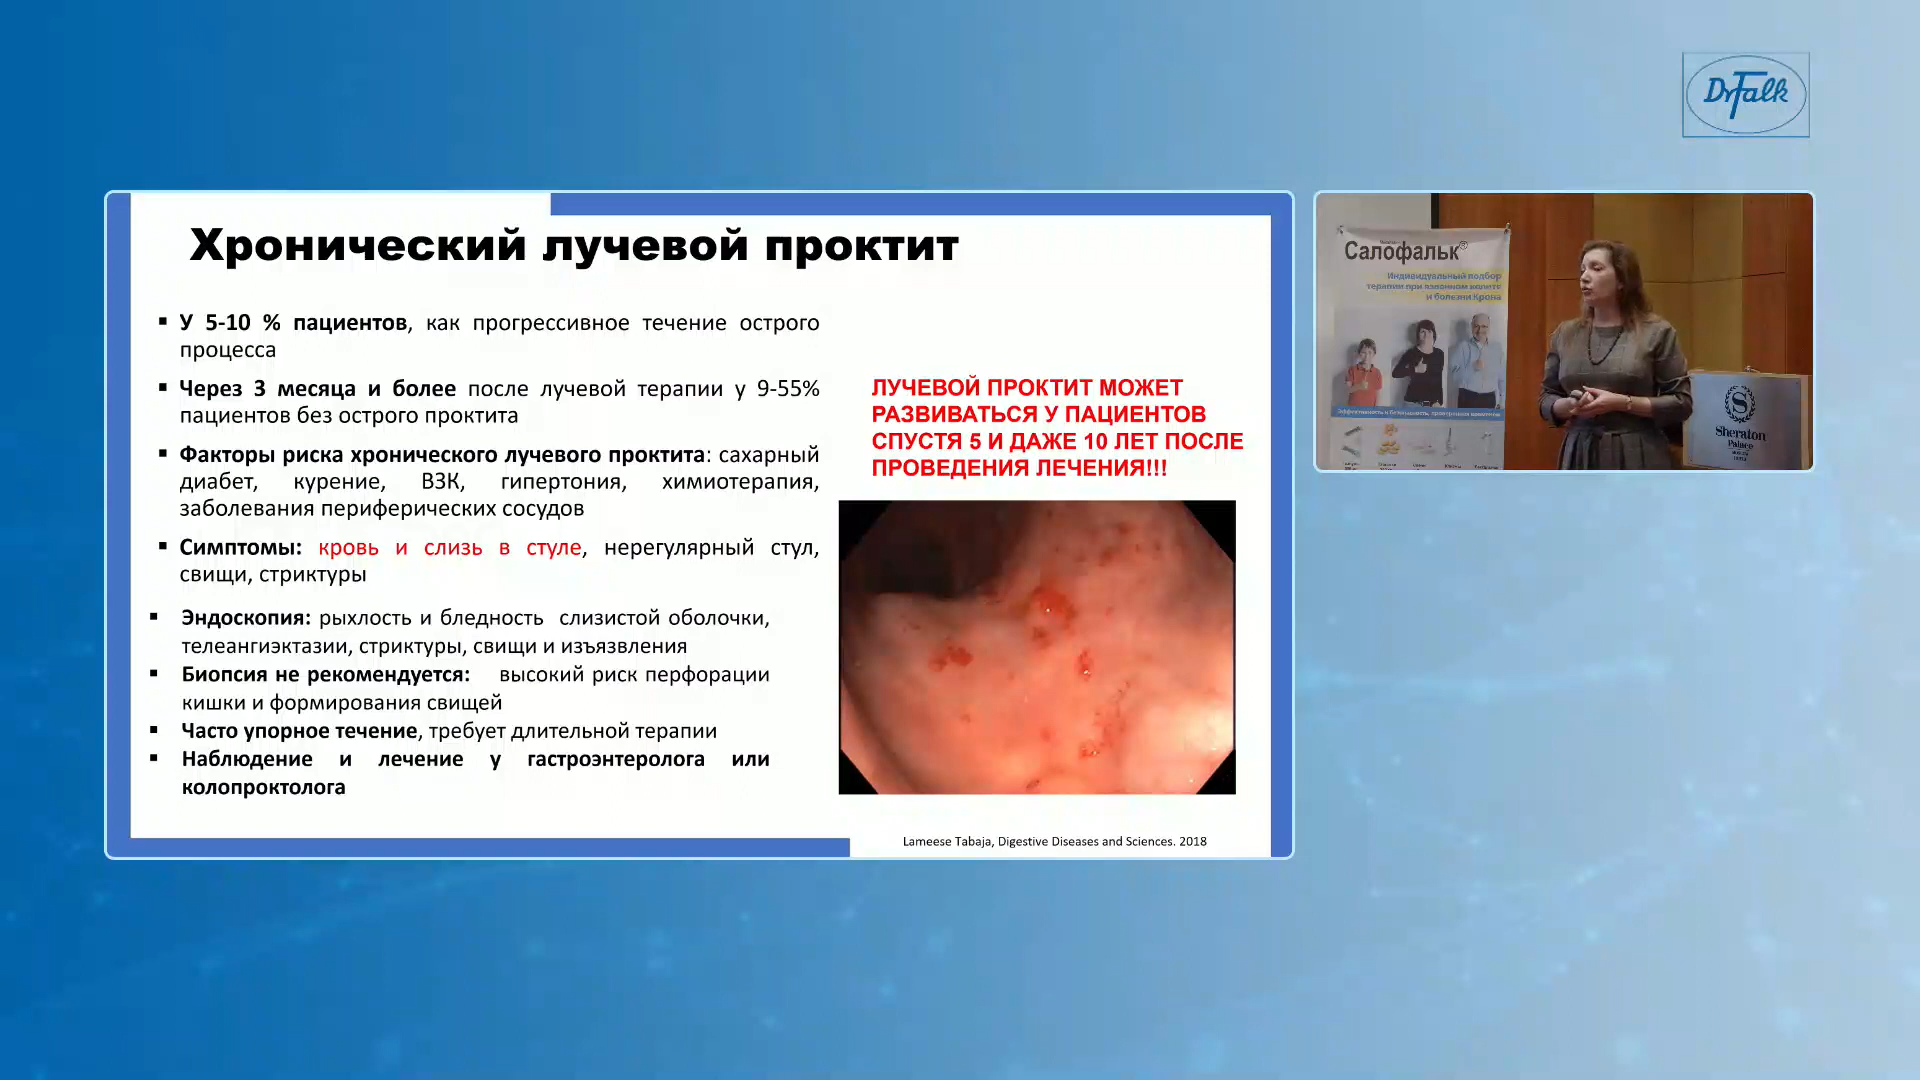 Dr Falk
Хронический лучевой проктит
▪ У 5-10 % пациентов, как прогрессивное течение острого
процесса
▪ Через 3 месяца и более после лучевой терапии у 9-55%
пациентов без острого проктита
▪ Факторы риска хронического лучевого проктита: сахарный
диабет, курение, ВЗК, гипертония, химиотерапия,
заболевания периферических сосудов
▪ Симптомы: кровь и слизь в стуле, нерегулярный стул,
свищи, стриктуры
▪ Эндоскопия: рыхлость и бледность слизистой оболочки,
телеангиэктазии, стриктуры, свищи и изъязвления
▪ Биопсия не рекомендуется: высокий риск перфорации
кишки и формирования свищей
▪ Часто упорное течение, требует длительной терапии
▪ Наблюдение и лечение у гастроэнтеролога или
колопроктолога
ЛУЧЕВОЙ ПРОКТИТ МОЖЕТ
РАЗВИВАТЬСЯ У ПАЦИЕНТОВ
СПУСТЯ 5 И ДАЖЕ 10 ЛЕТ ПОСЛЕ
ПРОВЕДЕНИЯ ЛЕЧЕНИЯ!!!
Lameese Tabaja, Digestive Diseases and Sciences. 2018
Салофальк®
Индивидуальный подбор
терапии при язвенном колите
и болезни Крона
S
Sheraton
Palace